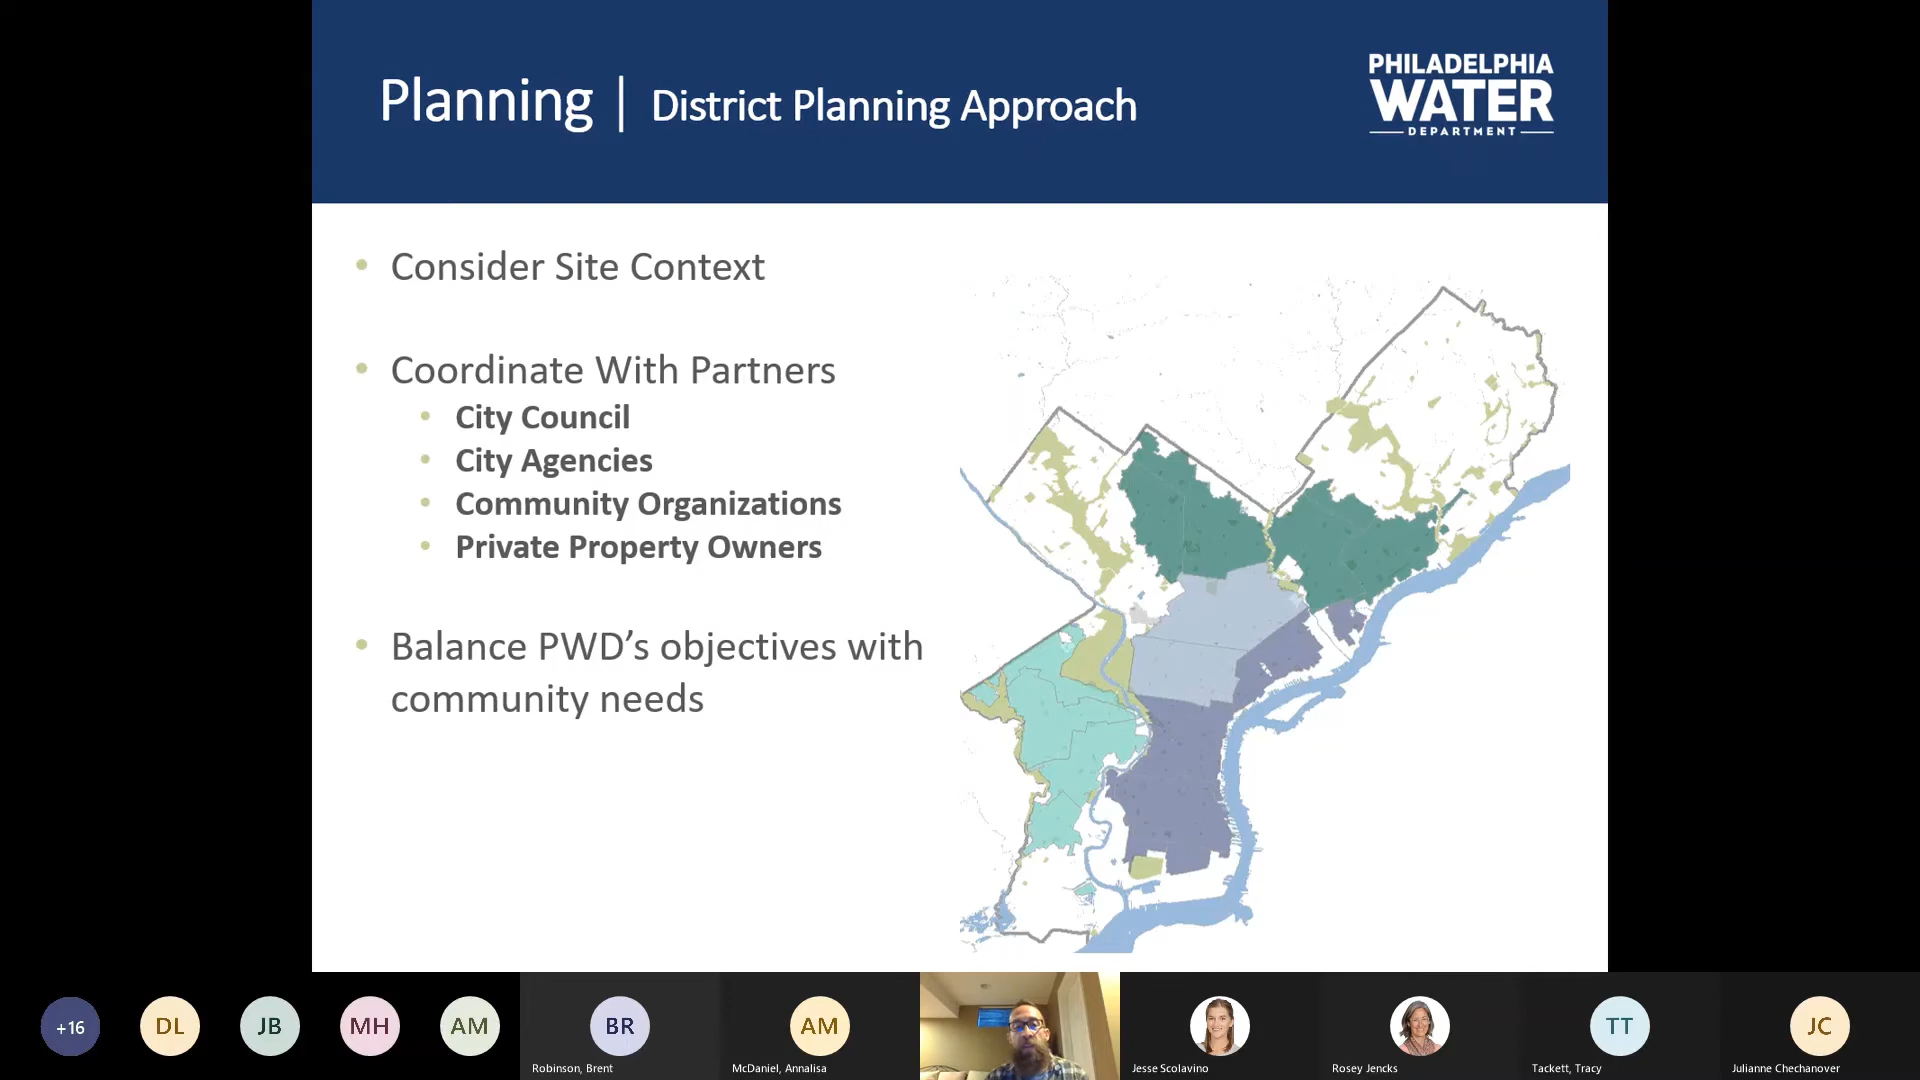 Planning | District Planning Approach
PHILADELPHIA
WATER
DEPARTMENT
• Consider Site Context
• Coordinate With Partners
• City Council
• City Agencies
• Community Organizations
• Private Property Owners
• Balance PWD’s objectives with
community needs
+16
DL
JB
MH
AM
BR
AM
TT
JC
Robinson, Brent
McDaniel, Annalisa
Jesse Scolavino
Rosey Jencks
Tackett, Tracy
Julianne Chechanover